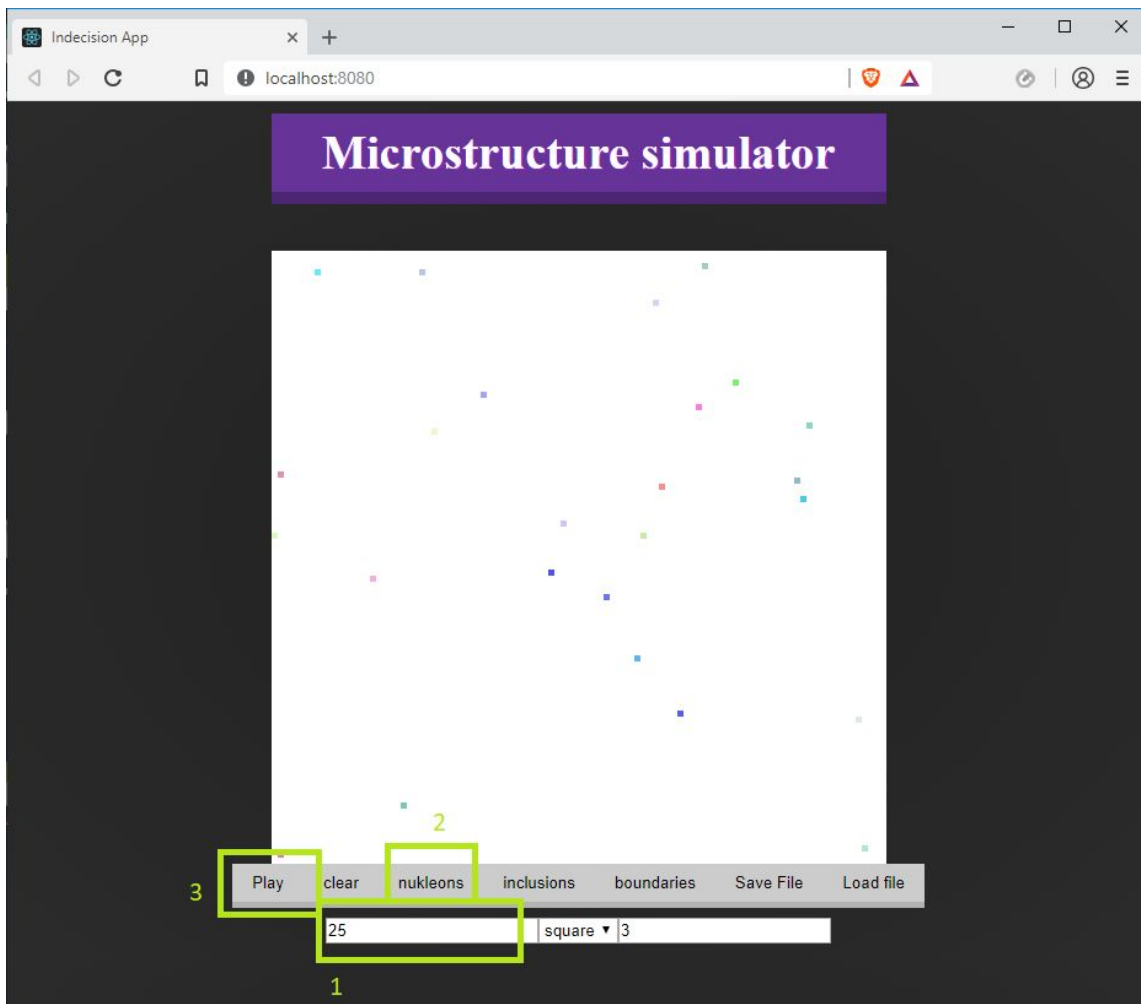 Indecision App
localhost:8080
Microstructure simulator
2
3
Play clear nukleons inclusions boundaries Save File Load file
25 square 3
1